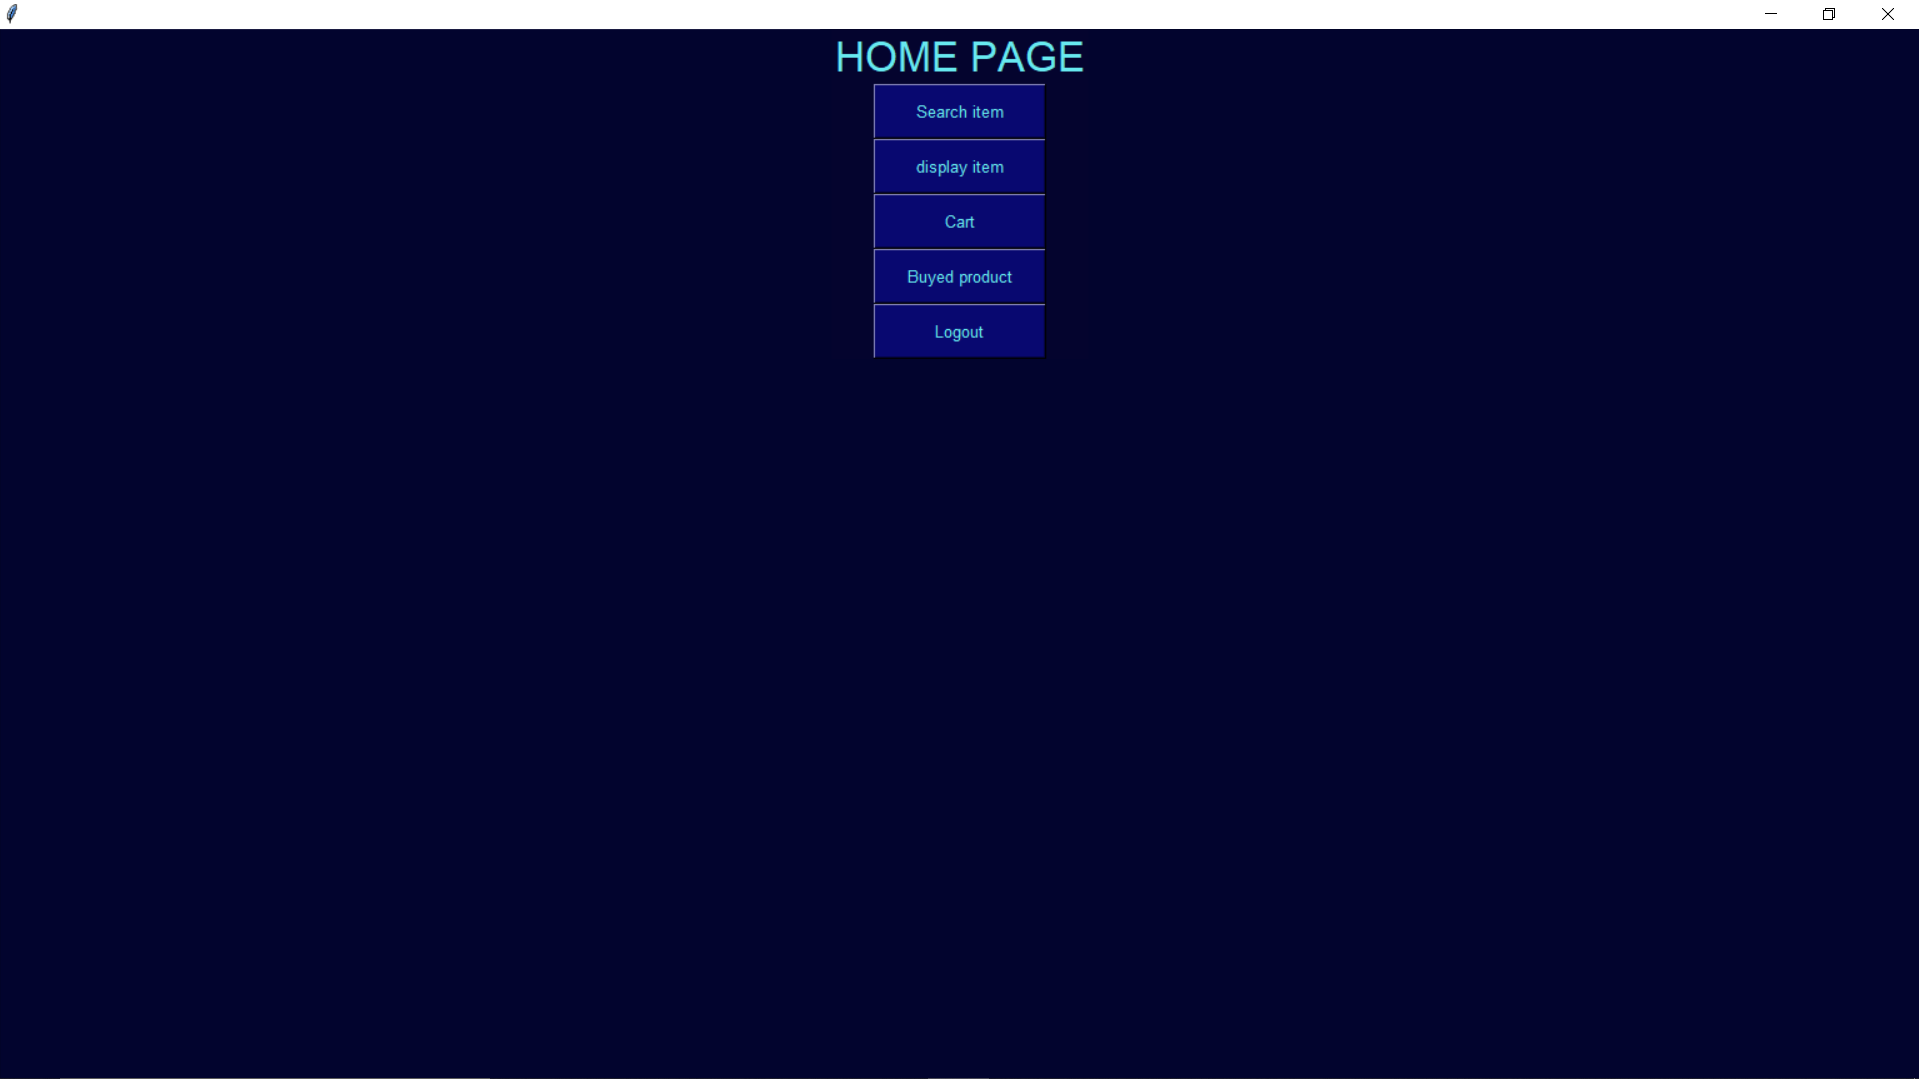 HOME PAGE
Search item
display item
Cart
Buyed product
Logout